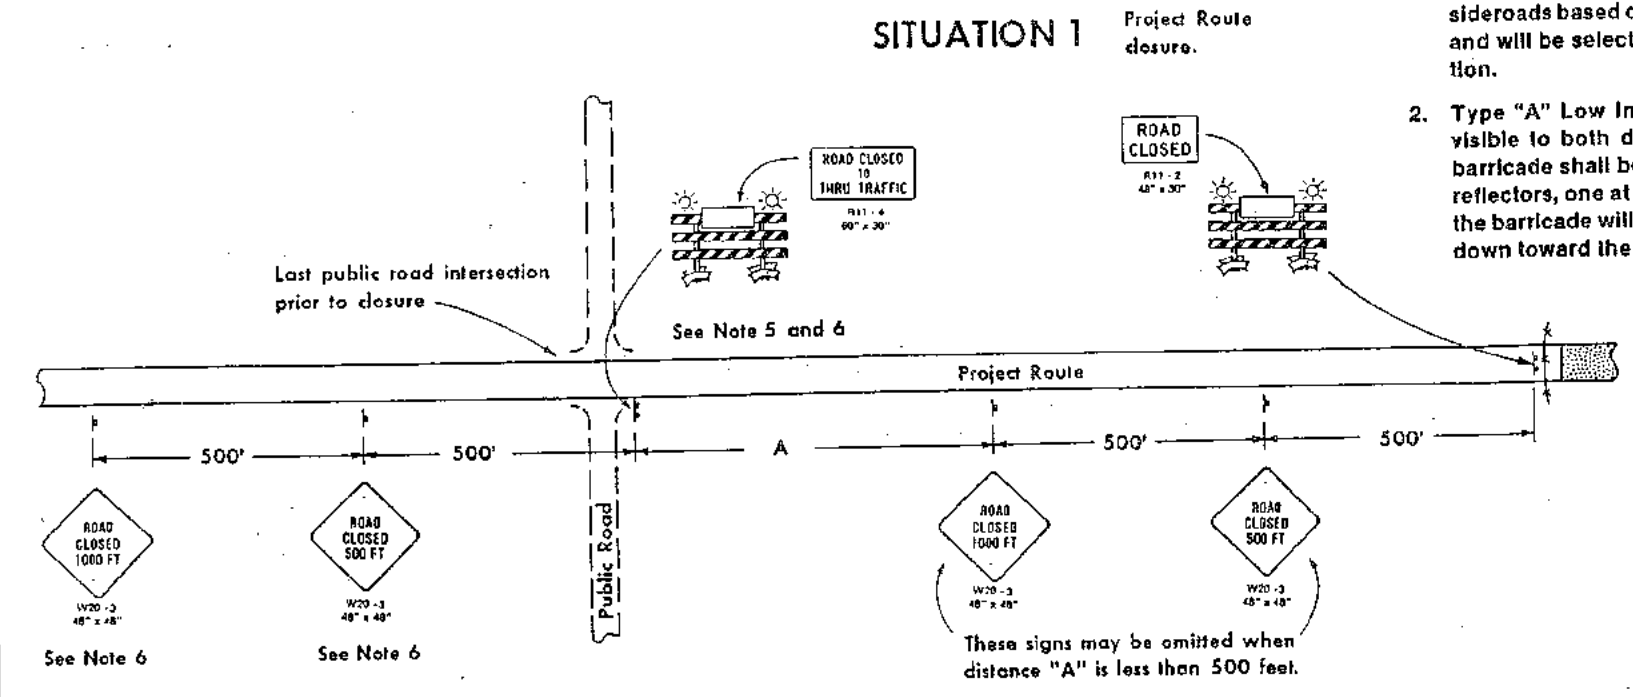 SITUATION 1
Project Route
closure.
sideroads based
and will be select
tion.
2. Type "A" Low In
visible to both d
barricade shall b
reflectors, one at
the barricade will
down toward the
ROAD CLOSED
TO
THRU TRAFFIC
R11 - 4
60" x 30"
ROAD
CLOSED
R11 - 2
48" x 30"
Last public road intersection
prior to closure
See Note 5 and 6
Project Route
500'
500'
A
500'
500'
ROAD
CLOSED
1000 FT
W20 - 3
48" x 48"
See Note 6
ROAD
CLOSED
500 FT
W20 - 3
48" x 48"
See Note 6
Public Road
ROAD
CLOSED
1000 FT
W20 - 3
48" x 48"
ROAD
CLOSED
500 FT
W20 - 3
48" x 48"
These signs may be omitted when
distance "A" is less than 500 feet.